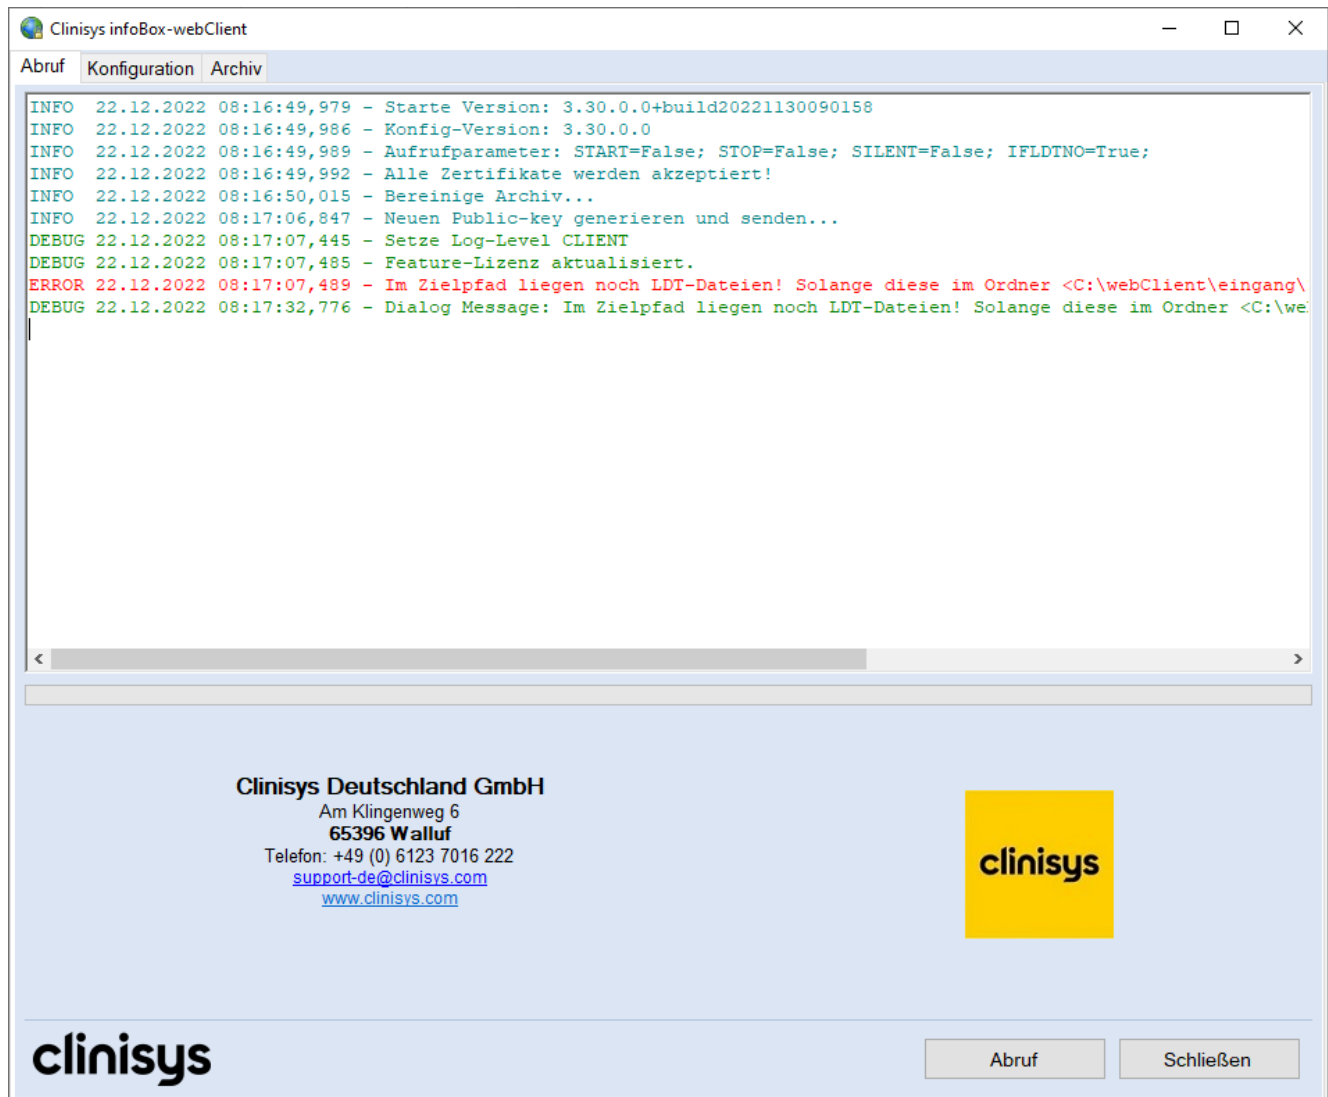 Clinisys infoBox-webClient
Abruf Konfiguration Archiv
INFO 22.12.2022 08:16:49,979 - Starte Version: 3.30.0.0+build20221130090158
INFO 22.12.2022 08:16:49,986 - Konfig-Version: 3.30.0.0
INFO 22.12.2022 08:16:49,989 - Aufrufparameter: START=False; STOP=False; SILENT=False; IFLDTNO=True;
INFO 22.12.2022 08:16:49,992 - Alle Zertifikate werden akzeptiert!
INFO 22.12.2022 08:16:50,015 - Bereinige Archiv...
INFO 22.12.2022 08:17:06,847 - Neuen Public-key generieren und senden...
DEBUG 22.12.2022 08:17:07,445 - Setze Log-Level CLIENT
DEBUG 22.12.2022 08:17:07,485 - Feature-Lizenz aktualisiert.
ERROR 22.12.2022 08:17:07,489 - Im Zielpfad liegen noch LDT-Dateien! Solange diese im Ordner <C:\webClient\eingang\
DEBUG 22.12.2022 08:17:32,776 - Dialog Message: Im Zielpfad liegen noch LDT-Dateien! Solange diese im Ordner <C:\we
Clinisys Deutschland GmbH
Am Klingenweg 6
65396 Walluf
Telefon: +49 (0) 6123 7016 222
support-de@clinisys.com
www.clinisys.com
clinisys
clinisys
Abruf Schließen